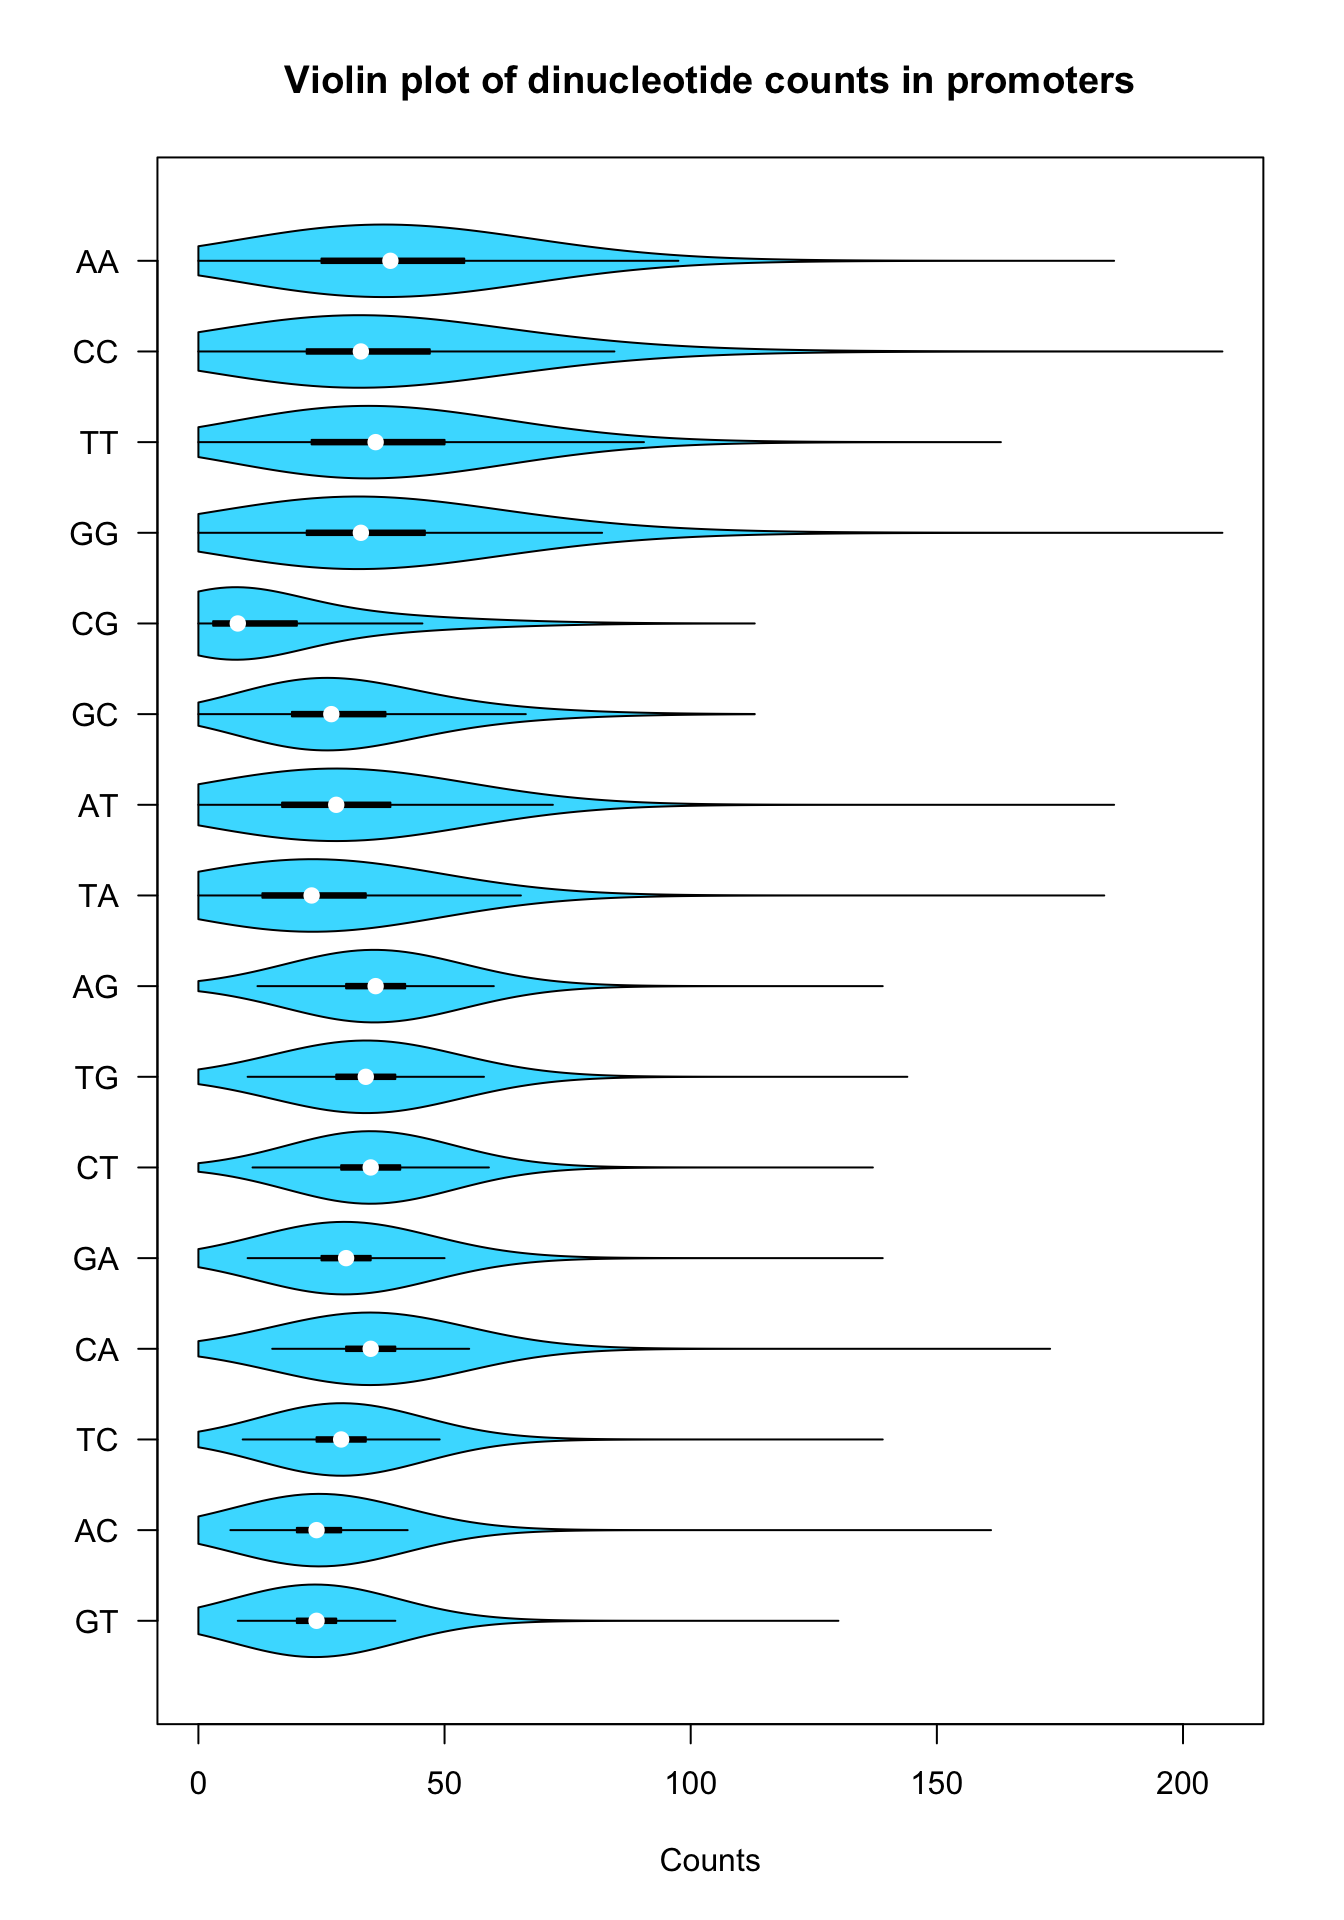 Violin plot of dinucleotide counts in promoters
AA
CC
TT
GG
CG
GC
AT
TA
AG
TG
CT
GA
CA
TC
AC
GT
0 50 100 150 200
Counts